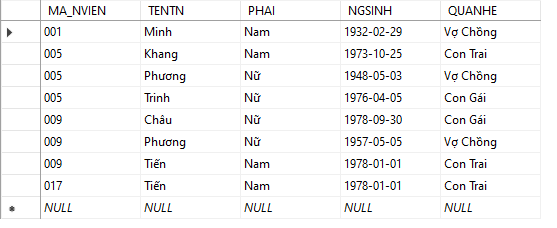 MA_NVIEN TENTN PHAI NGSINH QUANHE
001 Minh Nam 1932-02-29 Vợ Chồng
005 Khang Nam 1973-10-25 Con Trai
005 Phương Nữ 1948-05-03 Vợ Chồng
005 Trinh Nữ 1976-04-05 Con Gái
009 Châu Nữ 1978-09-30 Con Gái
009 Phương Nữ 1957-05-05 Vợ Chồng
009 Tiến Nam 1978-01-01 Con Trai
017 Tiến Nam 1978-01-01 Con Trai
NULL NULL NULL NULL NULL